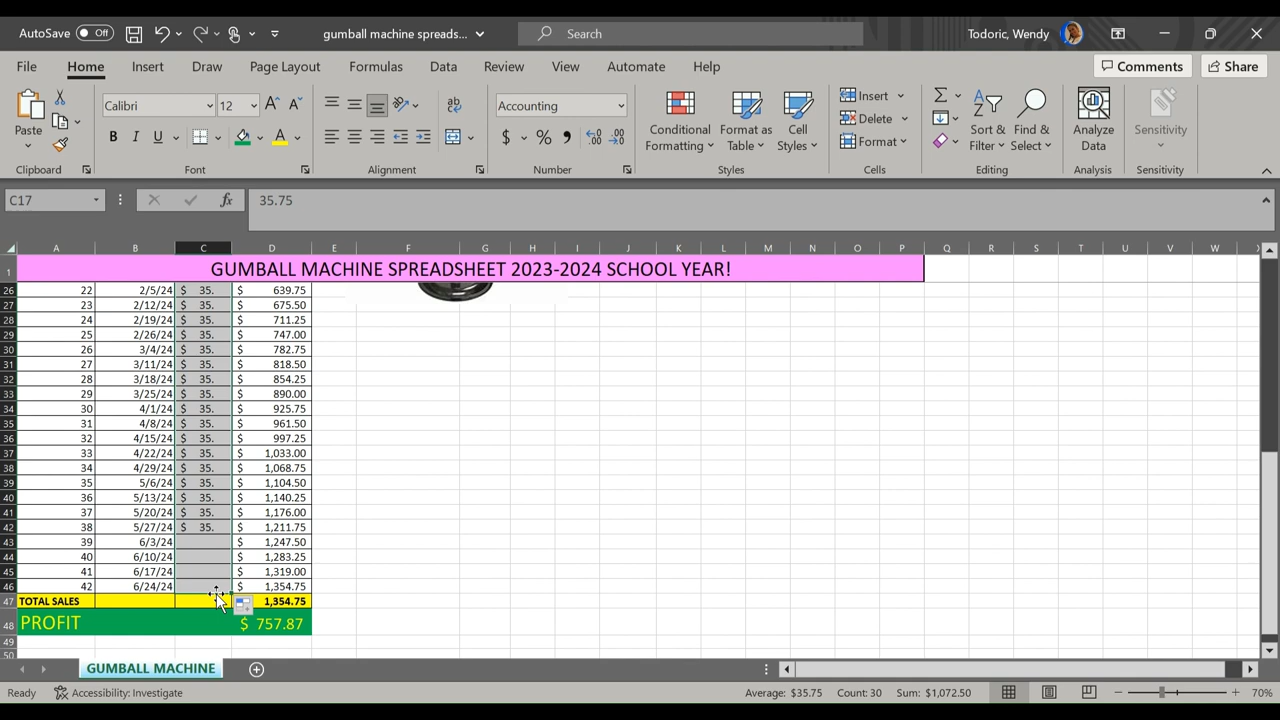 AutoSave Off gumball machine spreads... Search Todoric, Wendy
File Home Insert Draw Page Layout Formulas Data Review View Automate Help Comments Share
Paste Calibri 12 Accounting Conditional Formatting Format as Table Cell Styles Insert Delete Format Sort & Filter Find & Select Analyze Data Sensitivity
Clipboard Font Alignment Number Styles Cells Editing Analysis Sensitivity
C17 fx 35.75
A B C D E F G H I J K L M N O P Q R S T U V W
1 GUMBALL MACHINE SPREADSHEET 2023-2024 SCHOOL YEAR!
26 22 2/5/24 $ 35. $ 639.75
27 23 2/12/24 $ 35. $ 675.50
28 24 2/19/24 $ 35. $ 711.25
29 25 2/26/24 $ 35. $ 747.00
30 26 3/4/24 $ 35. $ 782.75
31 27 3/11/24 $ 35. $ 818.50
32 28 3/18/24 $ 35. $ 854.25
33 29 3/25/24 $ 35. $ 890.00
34 30 4/1/24 $ 35. $ 925.75
35 31 4/8/24 $ 35. $ 961.50
36 32 4/15/24 $ 35. $ 997.25
37 33 4/22/24 $ 35. $ 1,033.00
38 34 4/29/24 $ 35. $ 1,068.75
39 35 5/6/24 $ 35. $ 1,104.50
40 36 5/13/24 $ 35. $ 1,140.25
41 37 5/20/24 $ 35. $ 1,176.00
42 38 5/27/24 $ 35. $ 1,211.75
43 39 6/3/24 $ 1,247.50
44 40 6/10/24 $ 1,283.25
45 41 6/17/24 $ 1,319.00
46 42 6/24/24 $ 1,354.75
47 TOTAL SALES 1,354.75
48 PROFIT $ 757.87
49
50
GUMBALL MACHINE
Ready Accessibility: Investigate Average: $35.75 Count: 30 Sum: $1,072.50 70%